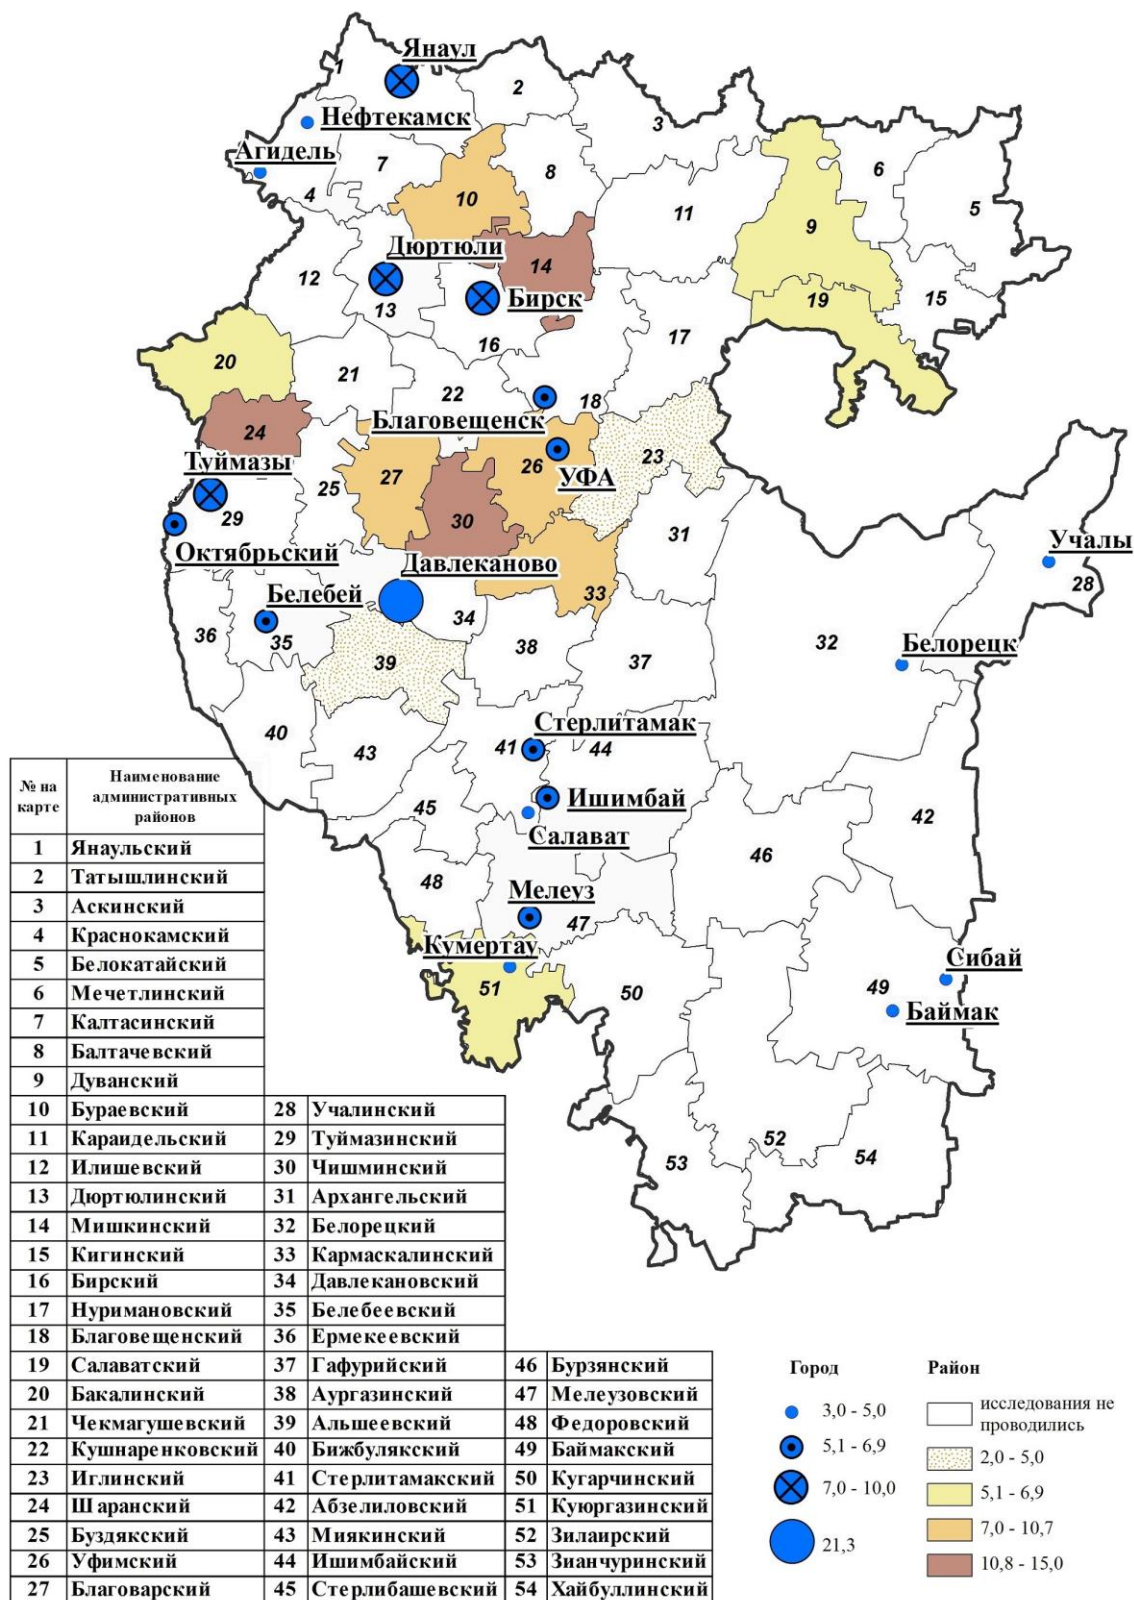 Янаул
1
2
Нефтекамск
3
Агидель
7
8
6
4
10
11
5
9
Дюртюли
12
14
13
Бирск
19
15
16
17
20
21
22
18
Благовещенск
24
26
23
Туймазы
27
УФА
25
29
30
31
Октябрьский
Учалы
Давлеканово
28
Белебей
33
34
36
35
32
38
37
39
Белорецк
Стерлитамак
40
43
41
44
Ишимбай
45
42
Салават
46
48
Мелеуз
47
Кумертау
Сибай
51
50
49
Баймак
52
53
54
№ на карте
Наименование административных районов
1 Янаульский
2 Татышлинский
3 Аскинский
4 Краснокамский
5 Белокатайский
6 Мечетлинский
7 Калтасинский
8 Балтачевский
9 Дуванский
10 Бураевский 28 Учалинский
11 Караидельский 29 Туймазинский
12 Илишевский 30 Чишминский
13 Дюртюлинский 31 Архангельский
14 Мишкинский 32 Белорецкий
15 Кигинский 33 Кармаскалинский
16 Бирский 34 Давлекановский
17 Нуримановский 35 Белебеевский
18 Благовещенский 36 Ермекеевский
19 Салаватский 37 Гафурийский 46 Бурзянский
20 Бакалинский 38 Аургазинский 47 Мелеузовский
21 Чекмагушевский 39 Альшеевский 48 Федоровский
22 Кушнаренковский 40 Бижбулякский 49 Баймакский
23 Иглинский 41 Стерлитамакский 50 Кугарчинский
24 Шаранский 42 Абзелиловский 51 Куюргазинский
25 Буздякский 43 Миякинский 52 Зилаирский
26 Уфимский 44 Ишимбайский 53 Зианчуринский
27 Благоварский 45 Стерлибашевский 54 Хайбуллинский
Город
3,0 - 5,0
5,1 - 6,9
7,0 - 10,0
21,3
Район
исследования не
проводились
2,0 - 5,0
5,1 - 6,9
7,0 - 10,7
10,8 - 15,0